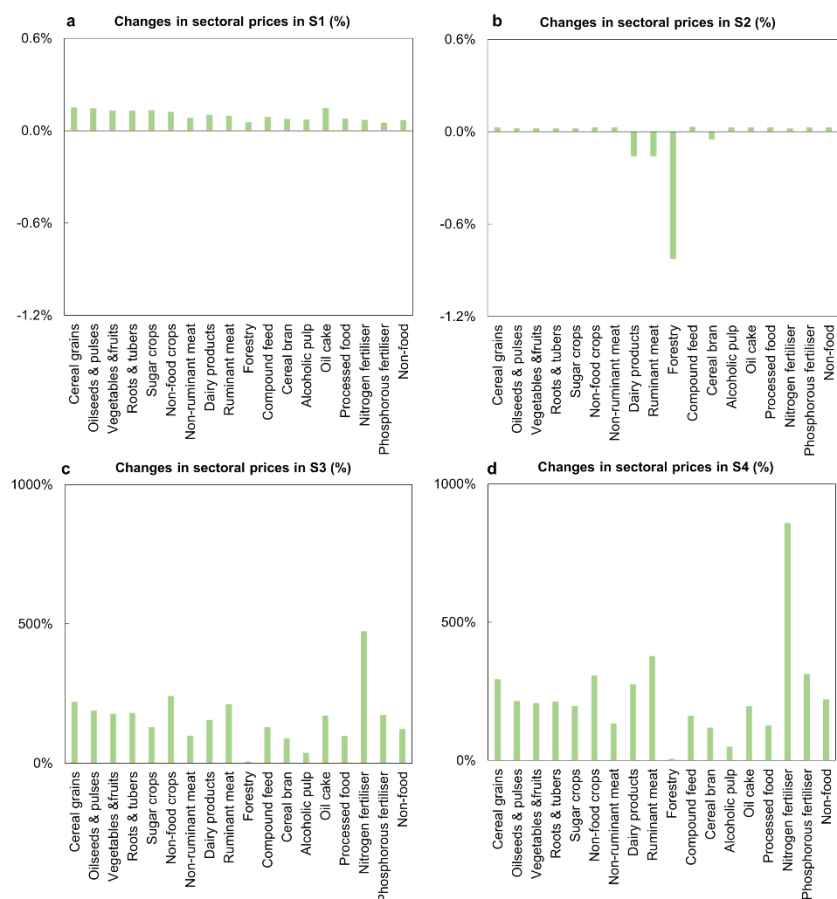 a Changes in sectoral prices in S1 (%)
0.6%
0.0%
-0.6%
-1.2%
Cereal grains
Oilseeds & pulses
Vegetables &fruits
Roots & tubers
Sugar crops
Non-food crops
Non-ruminant meat
Dairy products
Ruminant meat
Forestry
Compound feed
Cereal bran
Alcoholic pulp
Oil cake
Processed food
Nitrogen fertiliser
Phosphorous fertiliser
Non-food
b Changes in sectoral prices in S2 (%)
0.6%
0.0%
-0.6%
-1.2%
Cereal grains
Oilseeds & pulses
Vegetables &fruits
Roots & tubers
Sugar crops
Non-food crops
Non-ruminant meat
Dairy products
Ruminant meat
Forestry
Compound feed
Cereal bran
Alcoholic pulp
Oil cake
Processed food
Nitrogen fertiliser
Phosphorous fertiliser
Non-food
c Changes in sectoral prices in S3 (%)
1000%
500%
0%
Cereal grains
Oilseeds & pulses
Vegetables &fruits
Roots & tubers
Sugar crops
Non-food crops
Non-ruminant meat
Dairy products
Ruminant meat
Forestry
Compound feed
Cereal bran
Alcoholic pulp
Oil cake
Processed food
Nitrogen fertiliser
Phosphorous fertiliser
Non-food
d Changes in sectoral prices in S4 (%)
1000%
500%
0%
Cereal grains
Oilseeds & pulses
Vegetables &fruits
Roots & tubers
Sugar crops
Non-food crops
Non-ruminant meat
Dairy products
Ruminant meat
Forestry
Compound feed
Cereal bran
Alcoholic pulp
Oil cake
Processed food
Nitrogen fertiliser
Phosphorous fertiliser
Non-food